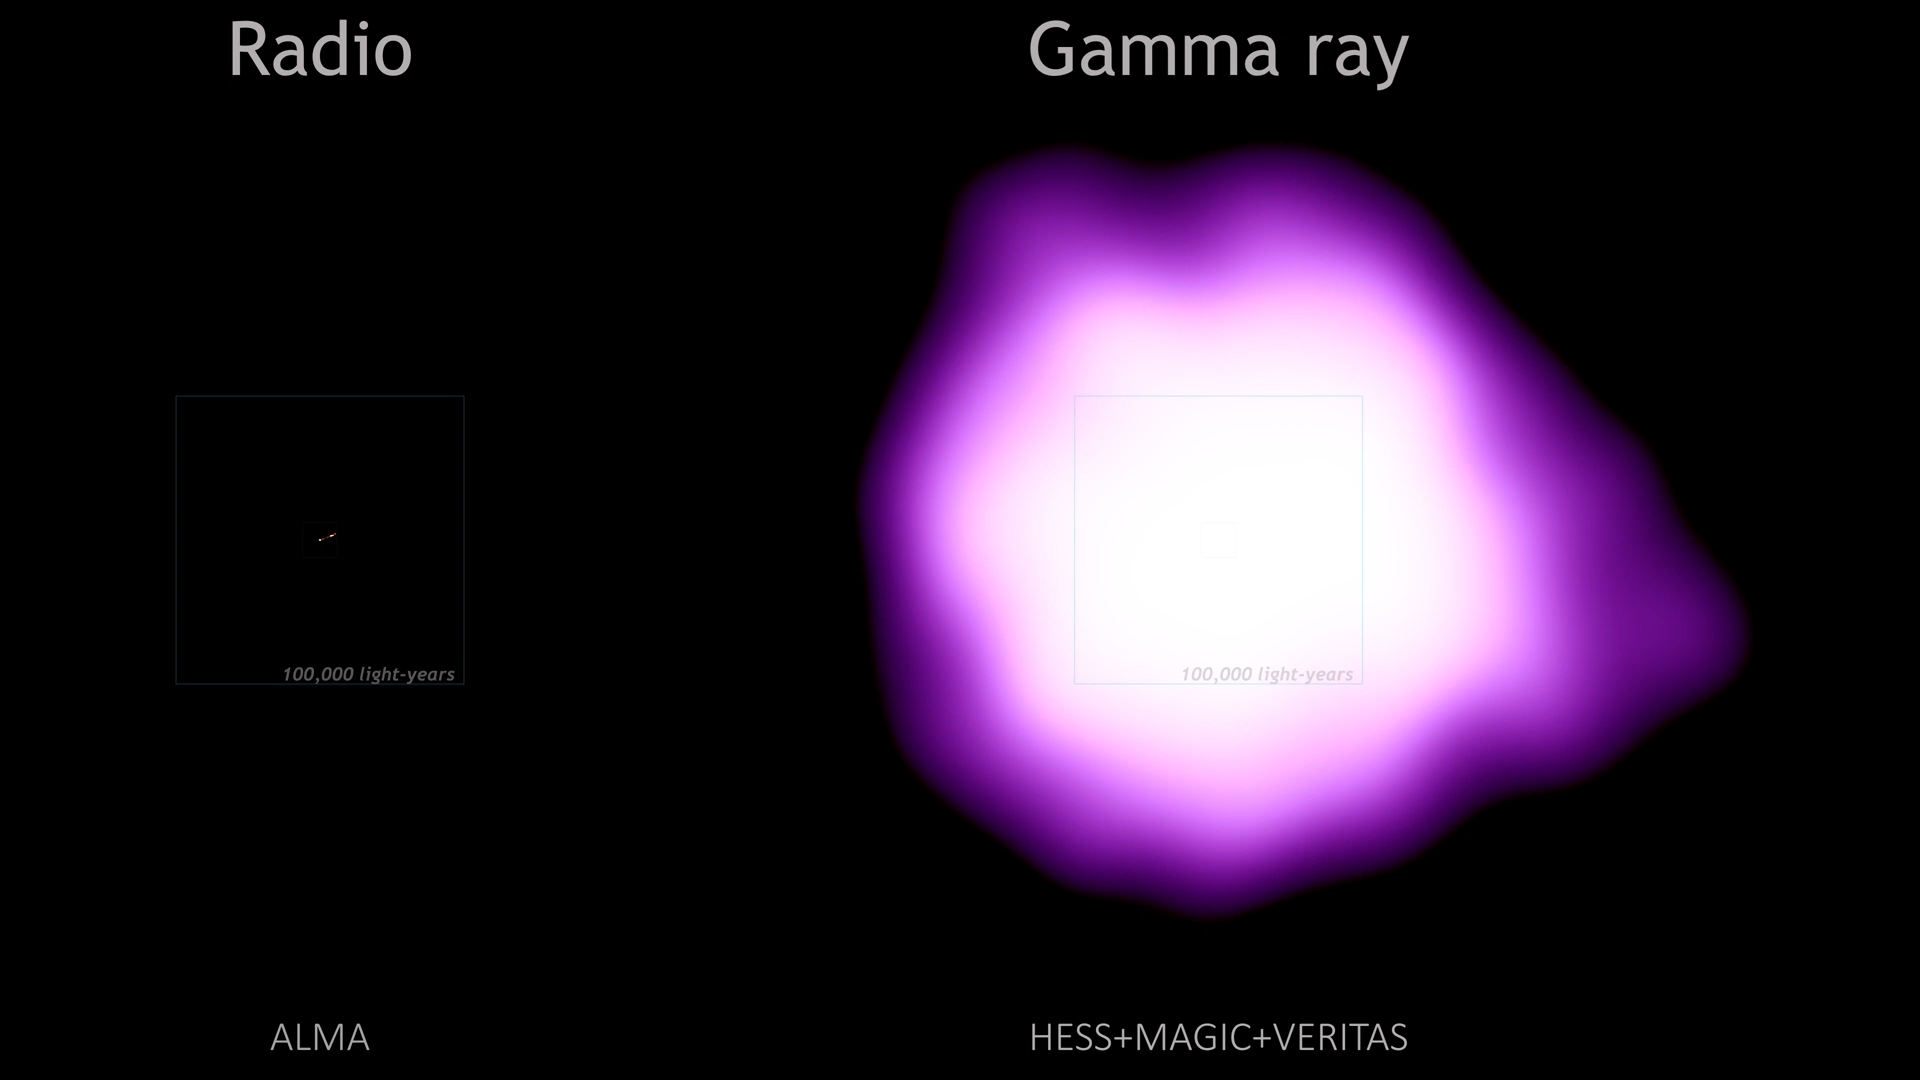 Radio
Gamma ray
100,000 light-years
100,000 light-years
ALMA
HESS+MAGIC+VERITAS